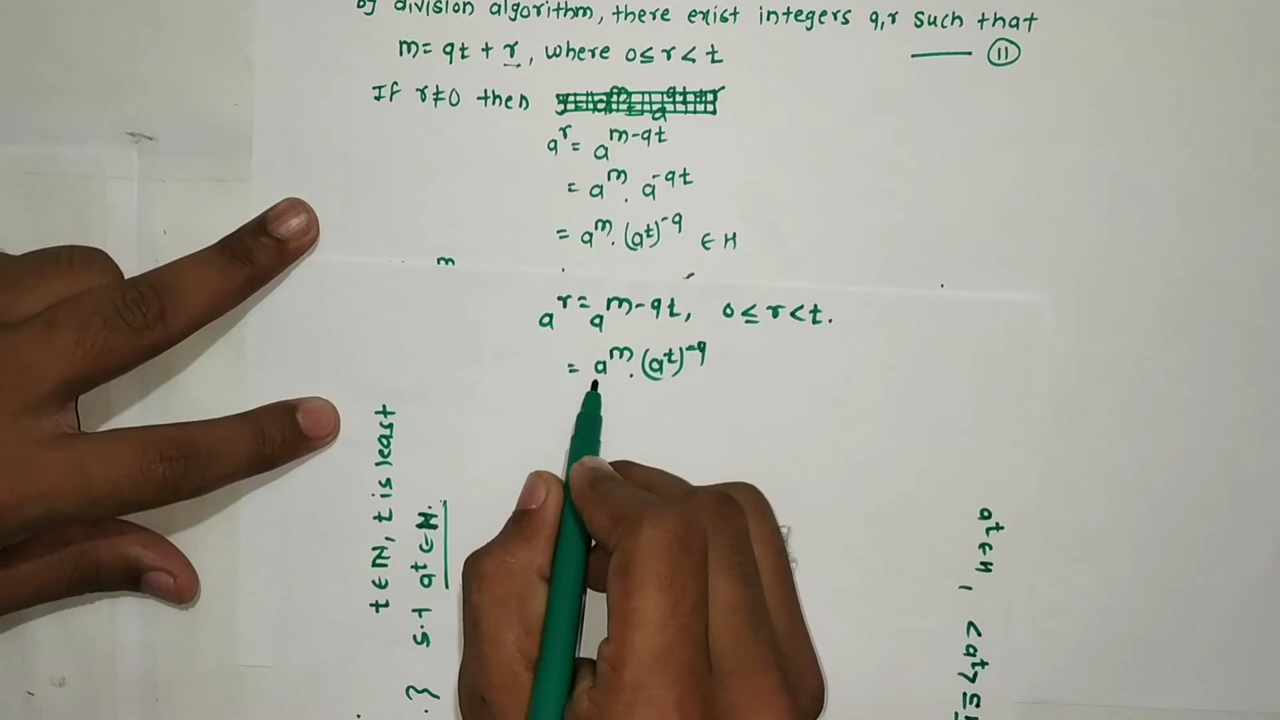 By division algorithm, there exist integers q,r such that
m= qt + r, where 0≤ r < t —— (11)
If r≠0 then
a^r = a^m-qt
= a^m . a^-qt
= a^m. (a^t)^-q ∈ H
m
a^r = a^m-qt, 0≤r<t.
= a^m. (a^t)^-q
t∈N, t is least
s.t a^t ∈ H.
.}
a^t ∈ H, <a^t> ⊆